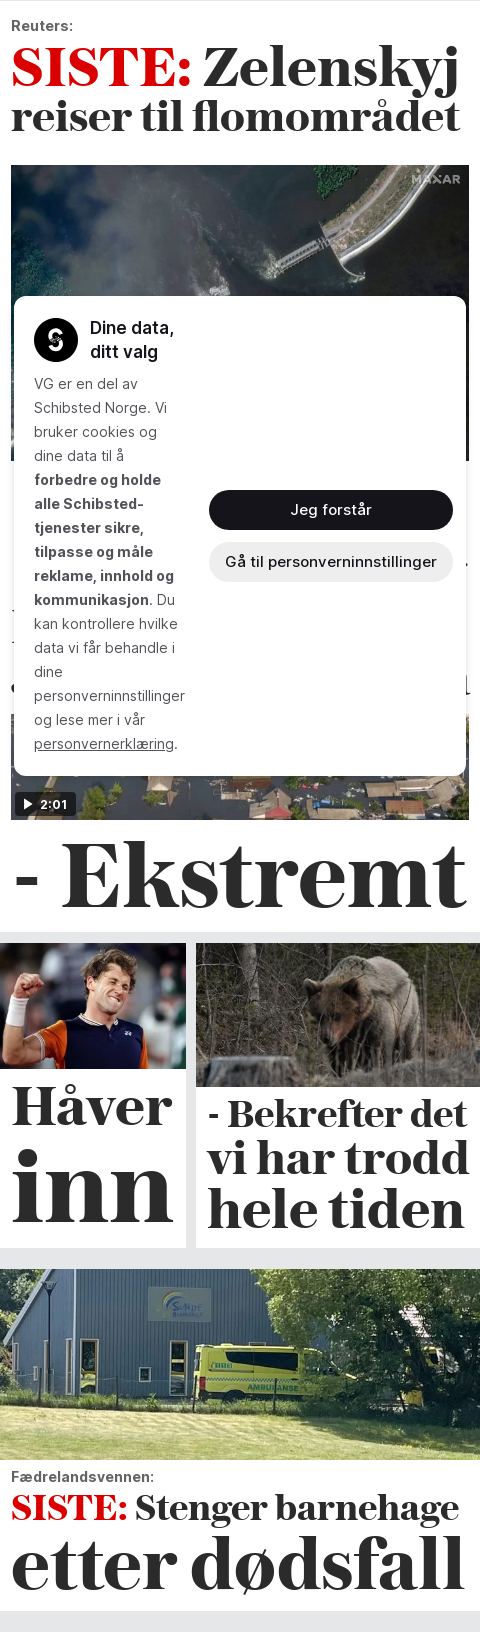 Reuters:
SISTE: Zelenskyj
reiser til flomområdet
MAXAR
Dine data,
ditt valg
VG er en del av
Schibsted Norge. Vi
bruker cookies og
dine data til å
forbedre og holde
alle Schibsted-
tjenester sikre,
tilpasse og måle
reklame, innhold og
kommunikasjon. Du
kan kontrollere hvilke
data vi får behandle i
dine
personverninnstillinger
og lese mer i vår
personvernerklæring.
Jeg forstår
Gå til personverninnstillinger
2:01
- Ekstremt
Håver
inn
- Bekrefter det
vi har trodd
hele tiden
AMBULANSE
Fædrelandsvennen:
SISTE: Stenger barnehage
etter dødsfall